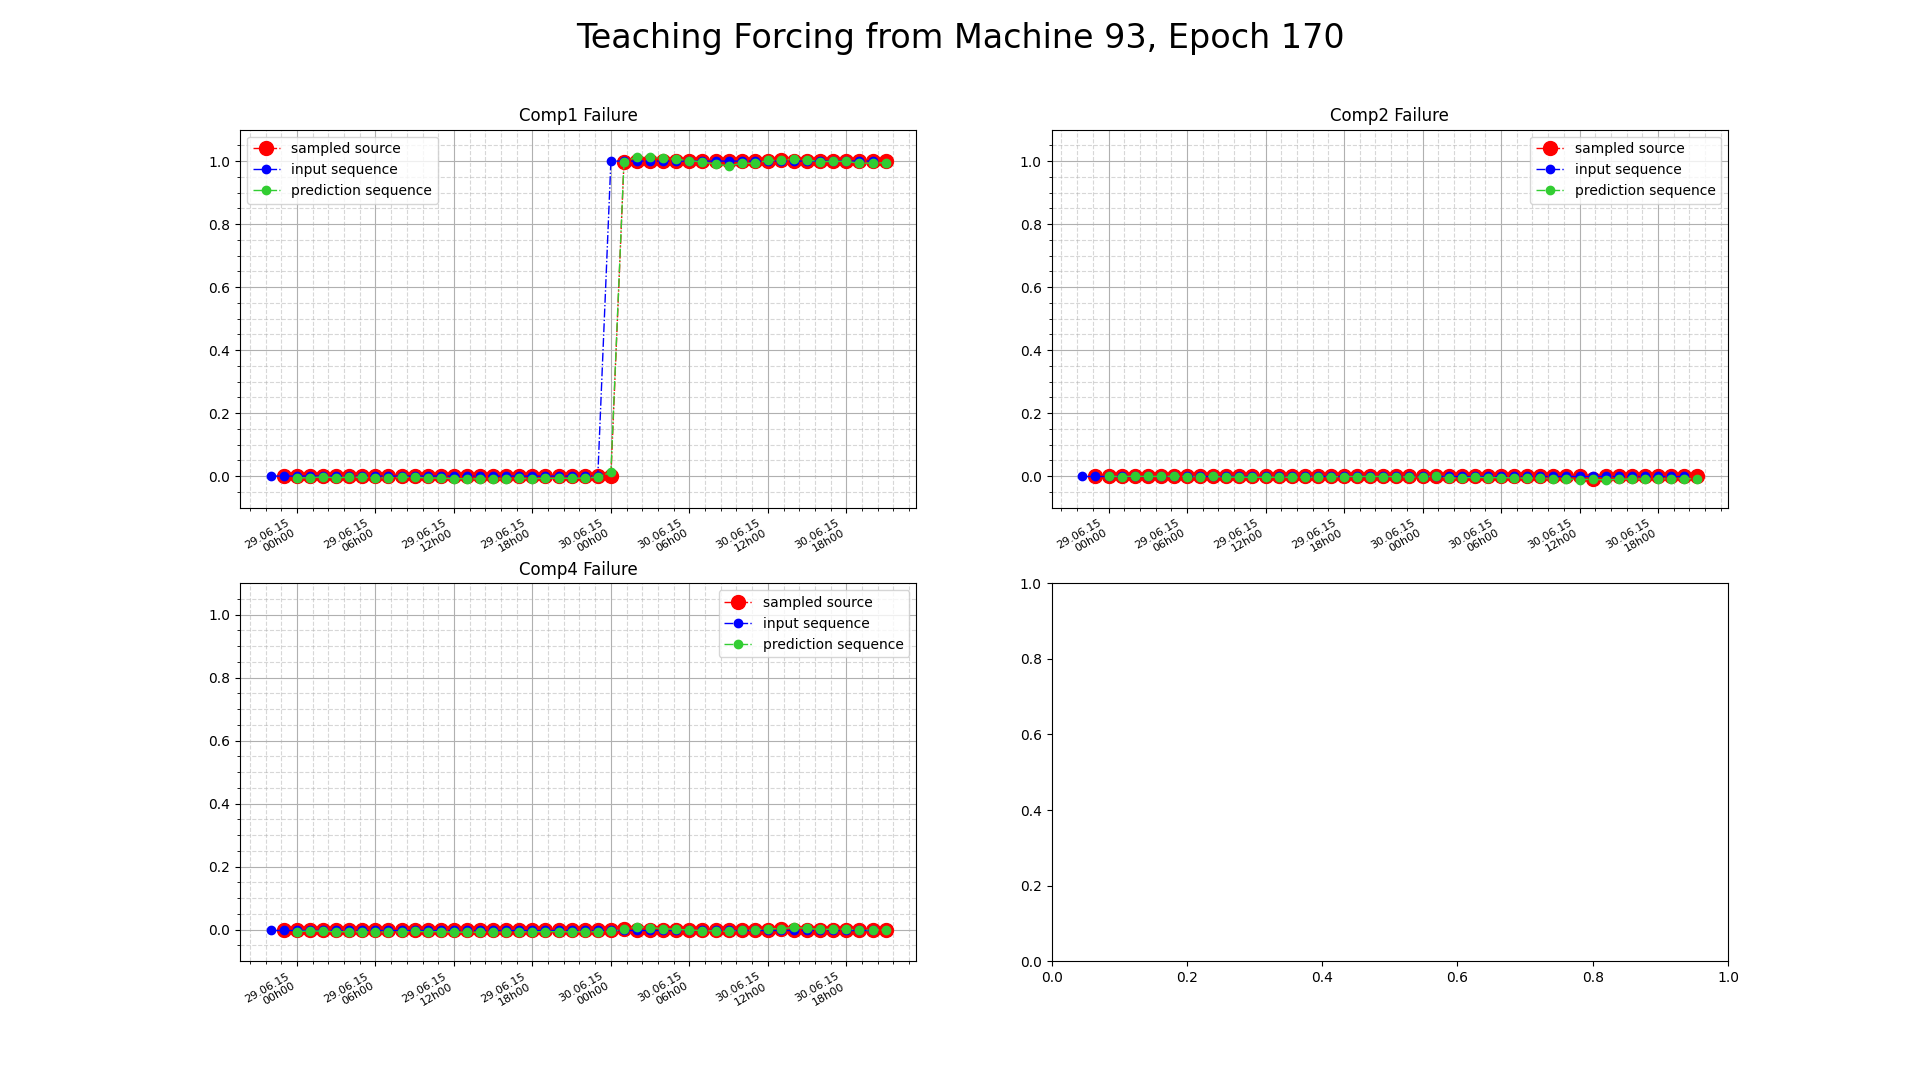 Teaching Forcing from Machine 93, Epoch 170
Comp1 Failure
sampled source
input sequence
prediction sequence
1.0
0.8
0.6
0.4
0.2
0.0
29.06.15
00h00
29.06.15
06h00
29.06.15
12h00
29.06.15
18h00
30.06.15
00h00
30.06.15
06h00
30.06.15
12h00
30.06.15
18h00
Comp2 Failure
sampled source
input sequence
prediction sequence
1.0
0.8
0.6
0.4
0.2
0.0
29.06.15
00h00
29.06.15
06h00
29.06.15
12h00
29.06.15
18h00
30.06.15
00h00
30.06.15
06h00
30.06.15
12h00
30.06.15
18h00
Comp4 Failure
sampled source
input sequence
prediction sequence
1.0
0.8
0.6
0.4
0.2
0.0
29.06.15
00h00
29.06.15
06h00
29.06.15
12h00
29.06.15
18h00
30.06.15
00h00
30.06.15
06h00
30.06.15
12h00
30.06.15
18h00
1.0
0.8
0.6
0.4
0.2
0.0
0.0 0.2 0.4 0.6 0.8 1.0